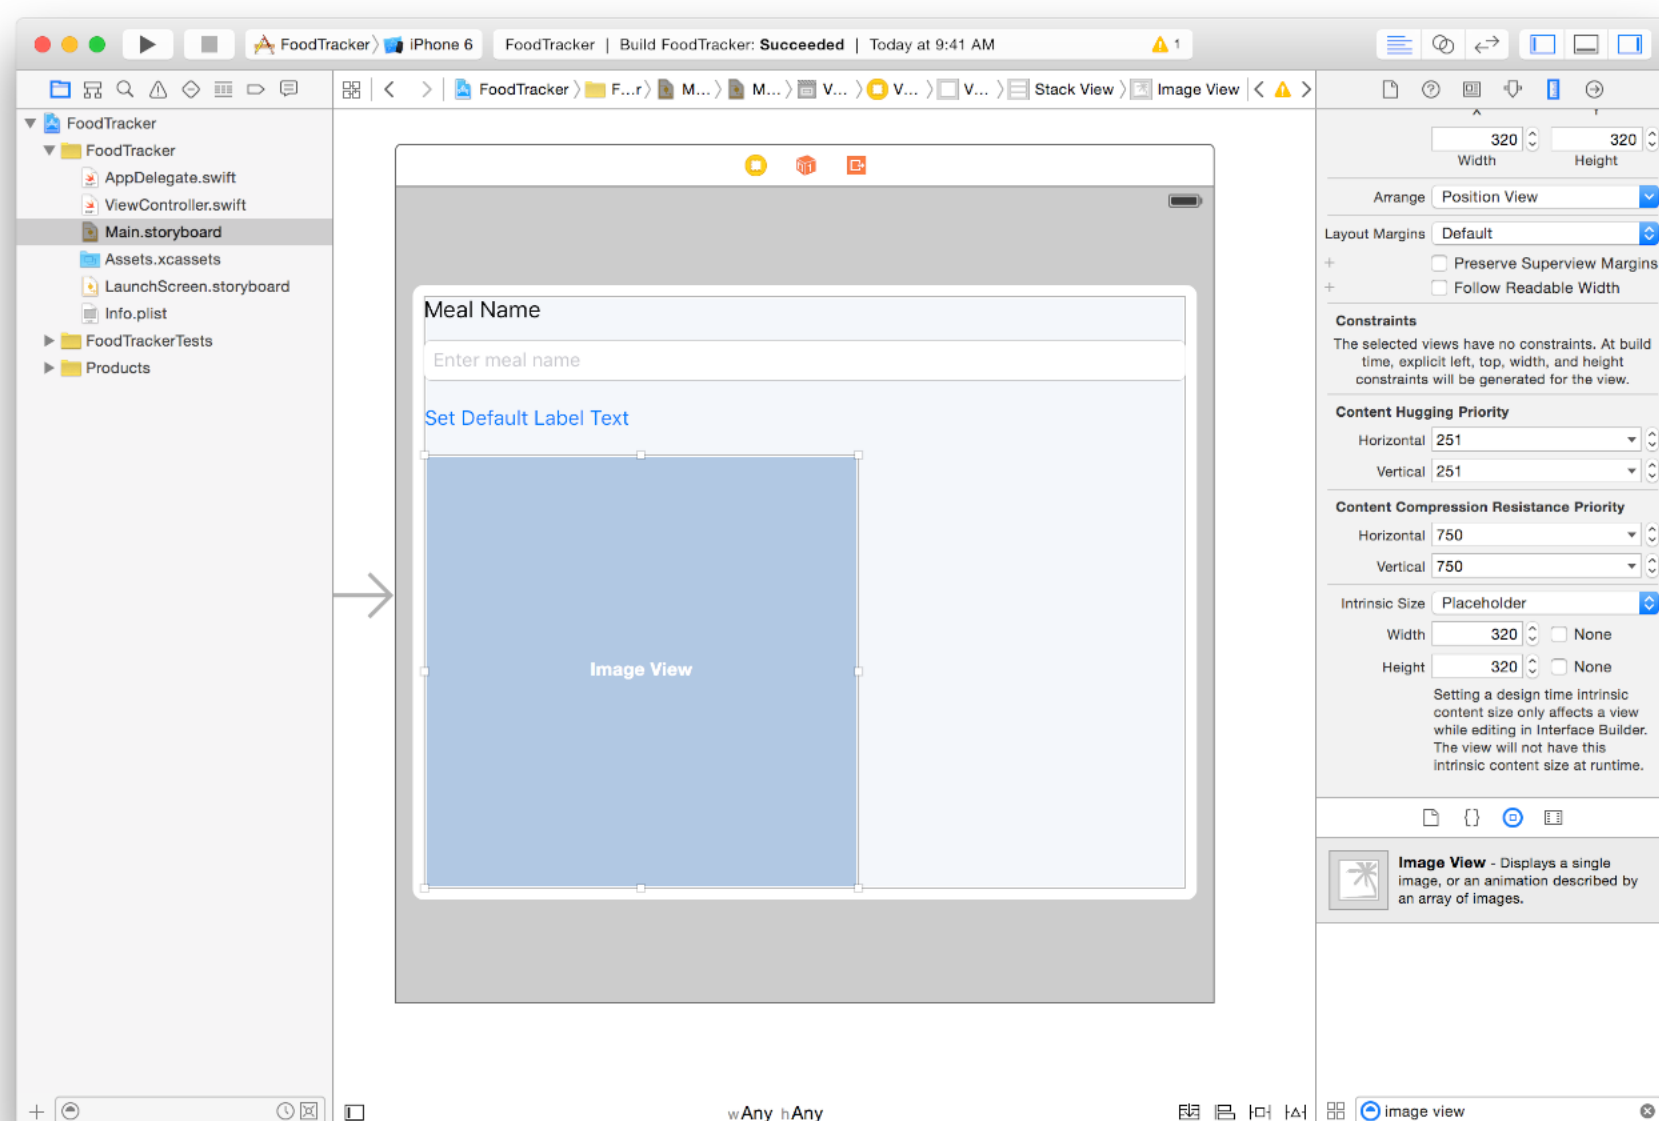 FoodTracker iPhone 6
FoodTracker | Build FoodTracker: Succeeded | Today at 9:41 AM
1
FoodTracker F...r M... M... V... V... V... Stack View Image View
FoodTracker
FoodTracker
AppDelegate.swift
ViewController.swift
Main.storyboard
Assets.xcassets
LaunchScreen.storyboard
Info.plist
FoodTrackerTests
Products
Meal Name
Enter meal name
Set Default Label Text
Image View
wAny hAny
320 320
Width Height
Arrange Position View
Layout Margins Default
Preserve Superview Margins
Follow Readable Width
Constraints
The selected views have no constraints. At build
time, explicit left, top, width, and height
constraints will be generated for the view.
Content Hugging Priority
Horizontal 251
Vertical 251
Content Compression Resistance Priority
Horizontal 750
Vertical 750
Intrinsic Size Placeholder
Width 320 None
Height 320 None
Setting a design time intrinsic
content size only affects a view
while editing in Interface Builder.
The view will not have this
intrinsic content size at runtime.
{}
Image View - Displays a single
image, or an animation described by
an array of images.
image view